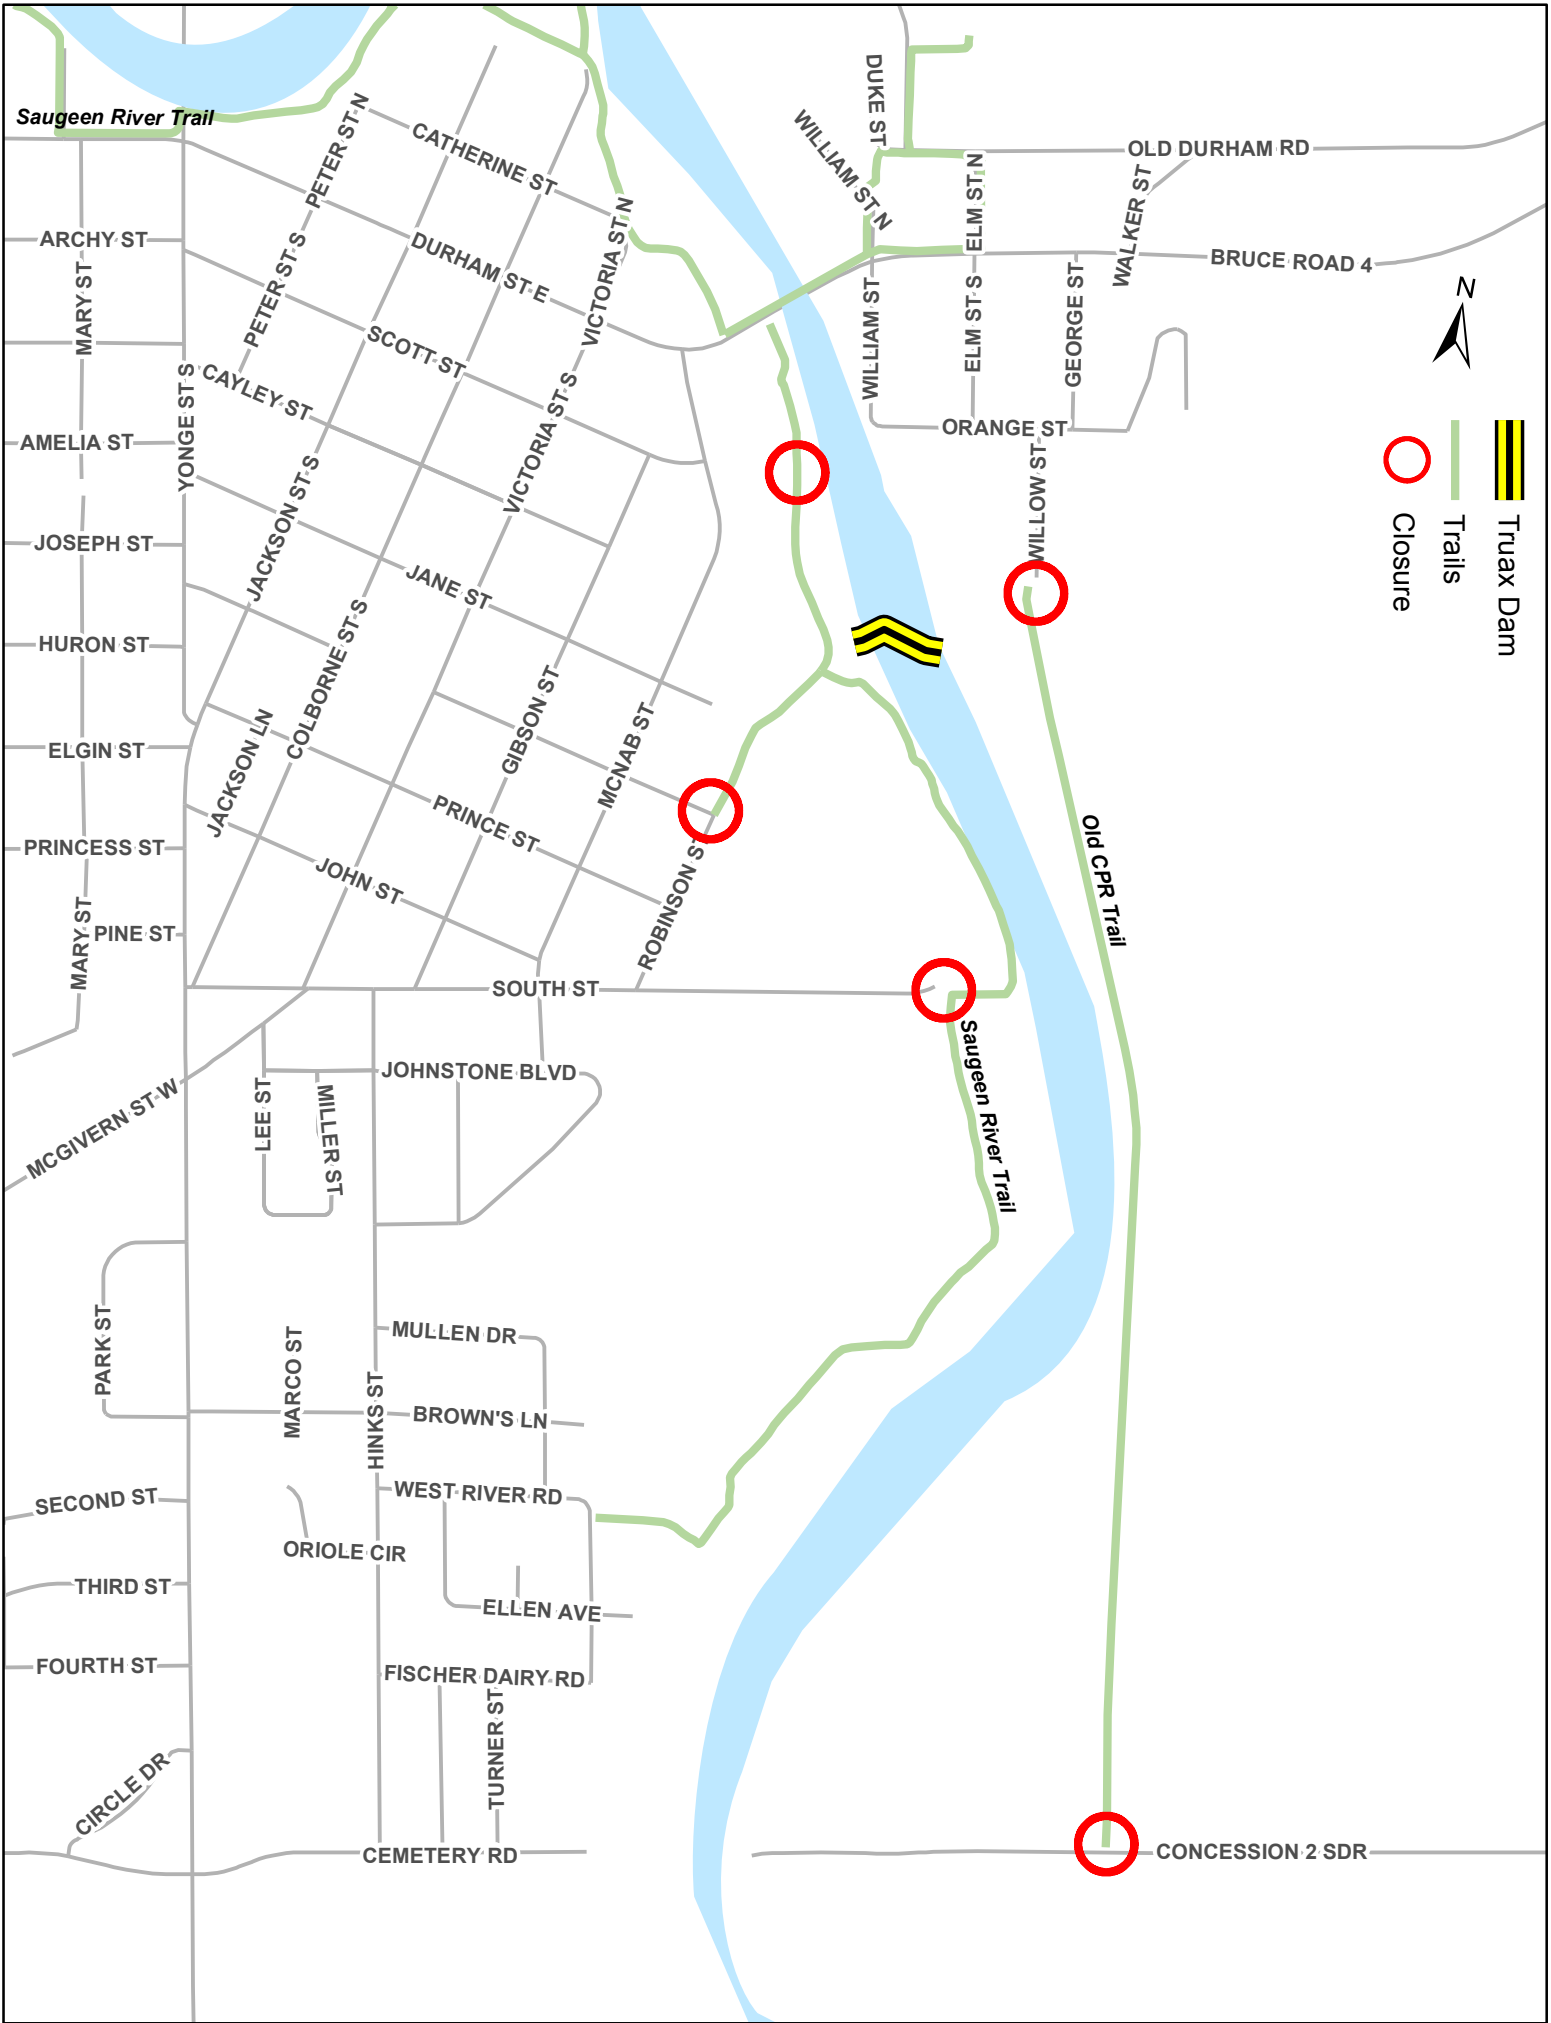 DUKE ST
Saugeen River Trail
PETER ST N
CATHERINE ST
WILLIAM ST N
ELM ST N
OLD DURHAM RD
WALKER ST
ARCHY ST
MARY ST
PETER ST S
DURHAM ST E
VICTORIA ST N
BRUCE ROAD 4
N
WILLIAM ST
ELM ST S
GEORGE ST
SCOTT ST
CAYLEY ST
YONGE ST S
AMELIA ST
VICTORIA ST S
ORANGE ST
WILLOW ST
Truax Dam
Trails
Closure
JACKSON ST S
JOSEPH ST
JANE ST
HURON ST
COLBORNE ST S
GIBSON ST
MCNAB ST
ELGIN ST
JACKSON LN
PRINCE ST
PRINCESS ST
JOHN ST
ROBINSON ST
Old CPR Trail
MARY ST
PINE ST
SOUTH ST
Saugeen River Trail
JOHNSTONE BLVD
LEE ST
MILLER ST
MCGIVERN ST W
PARK ST
MARCO ST
MULLEN DR
HINKS ST
BROWN'S LN
SECOND ST
WEST RIVER RD
ORIOLE CIR
THIRD ST
ELLEN AVE
FOURTH ST
FISCHER DAIRY RD
TURNER ST
CIRCLE DR
CEMETERY RD
CONCESSION 2 SDR